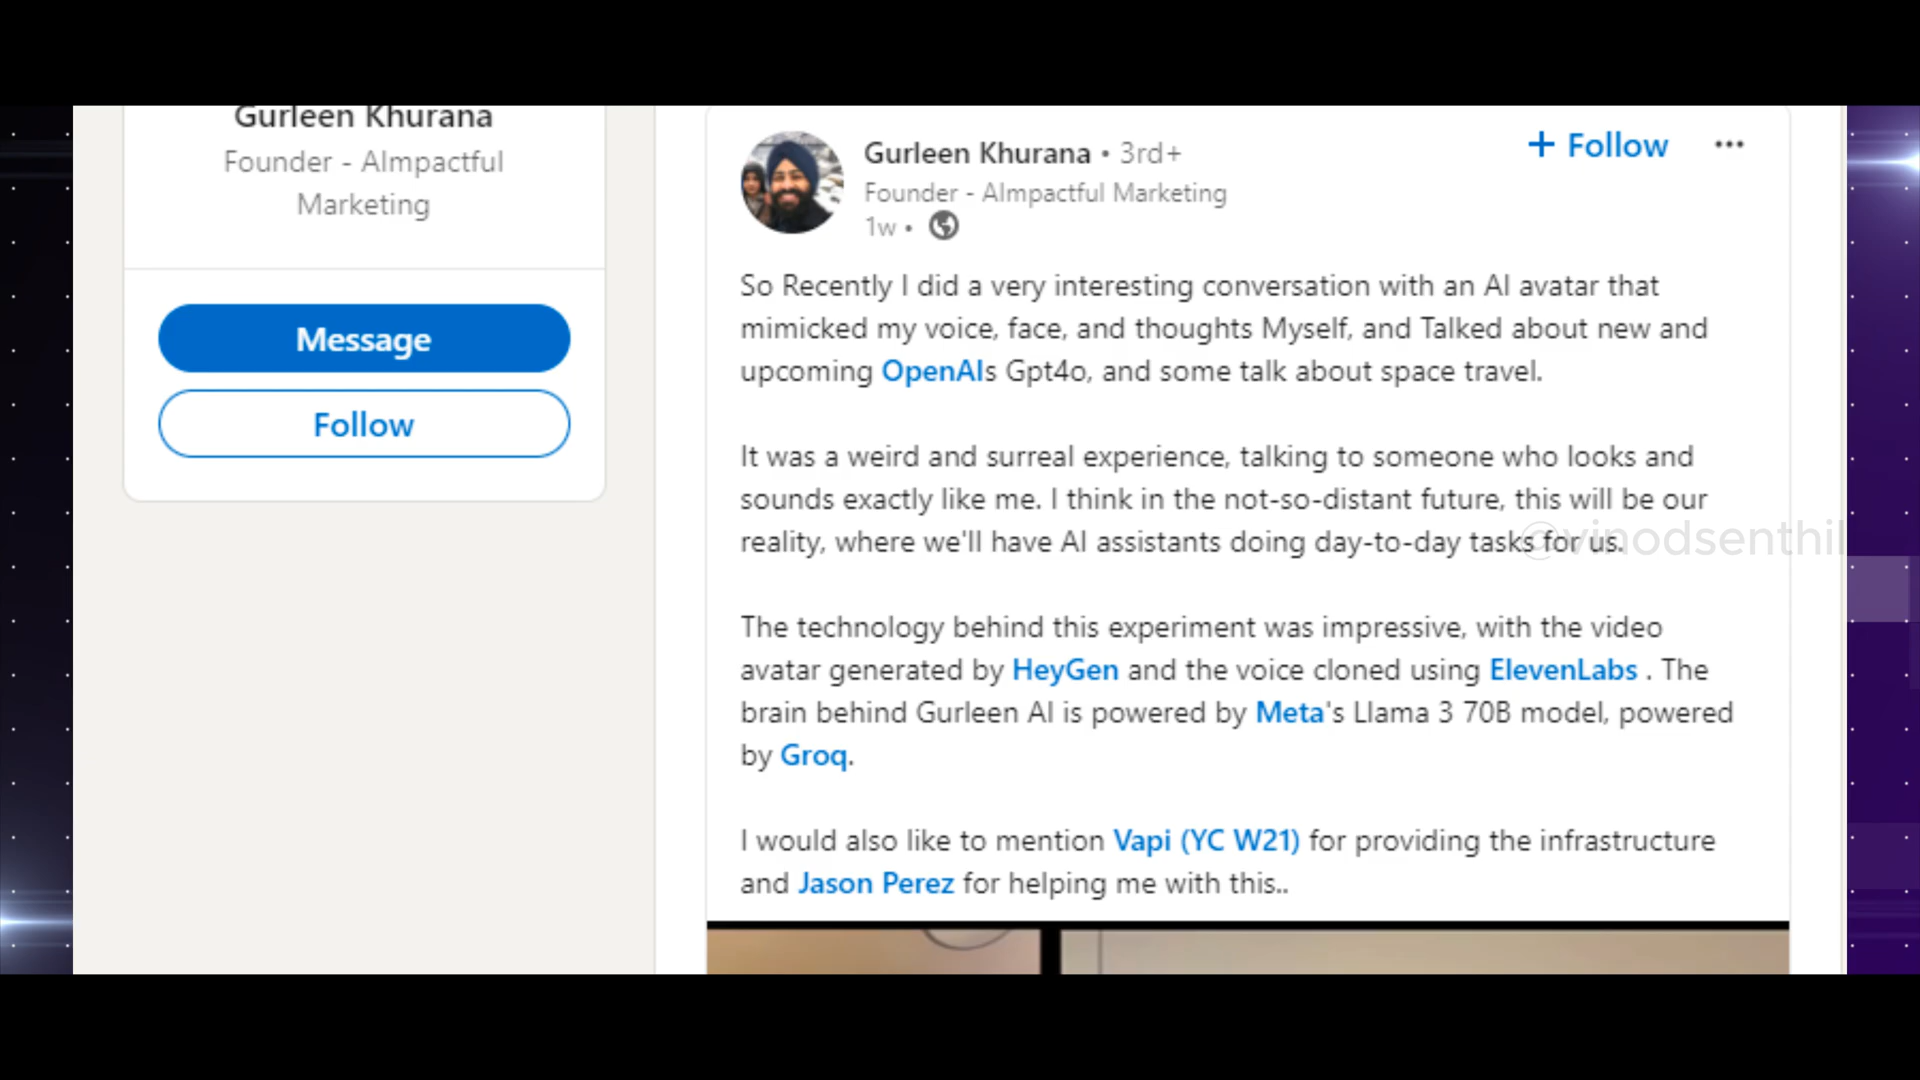 Gurleen Khurana
Founder - AImpactful
Marketing
Message
Follow
Gurleen Khurana • 3rd+
Founder - AImpactful Marketing
1w •
+ Follow
So Recently I did a very interesting conversation with an AI avatar that
mimicked my voice, face, and thoughts Myself, and Talked about new and
upcoming OpenAIs Gpt4o, and some talk about space travel.
It was a weird and surreal experience, talking to someone who looks and
sounds exactly like me. I think in the not-so-distant future, this will be our
reality, where we'll have AI assistants doing day-to-day tasks for us.
@vinodsenthil
The technology behind this experiment was impressive, with the video
avatar generated by HeyGen and the voice cloned using ElevenLabs . The
brain behind Gurleen AI is powered by Meta's Llama 3 70B model, powered
by Groq.
I would also like to mention Vapi (YC W21) for providing the infrastructure
and Jason Perez for helping me with this..